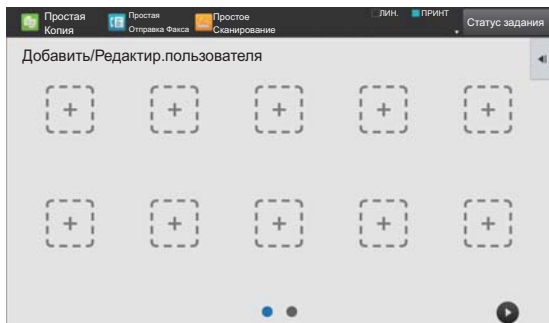 Простая
Копия
Простая
Отправка Факса
Простое
Сканирование
ЛИН.
ПРИНТ
Статус задания
Добавить/Редактир.пользователя